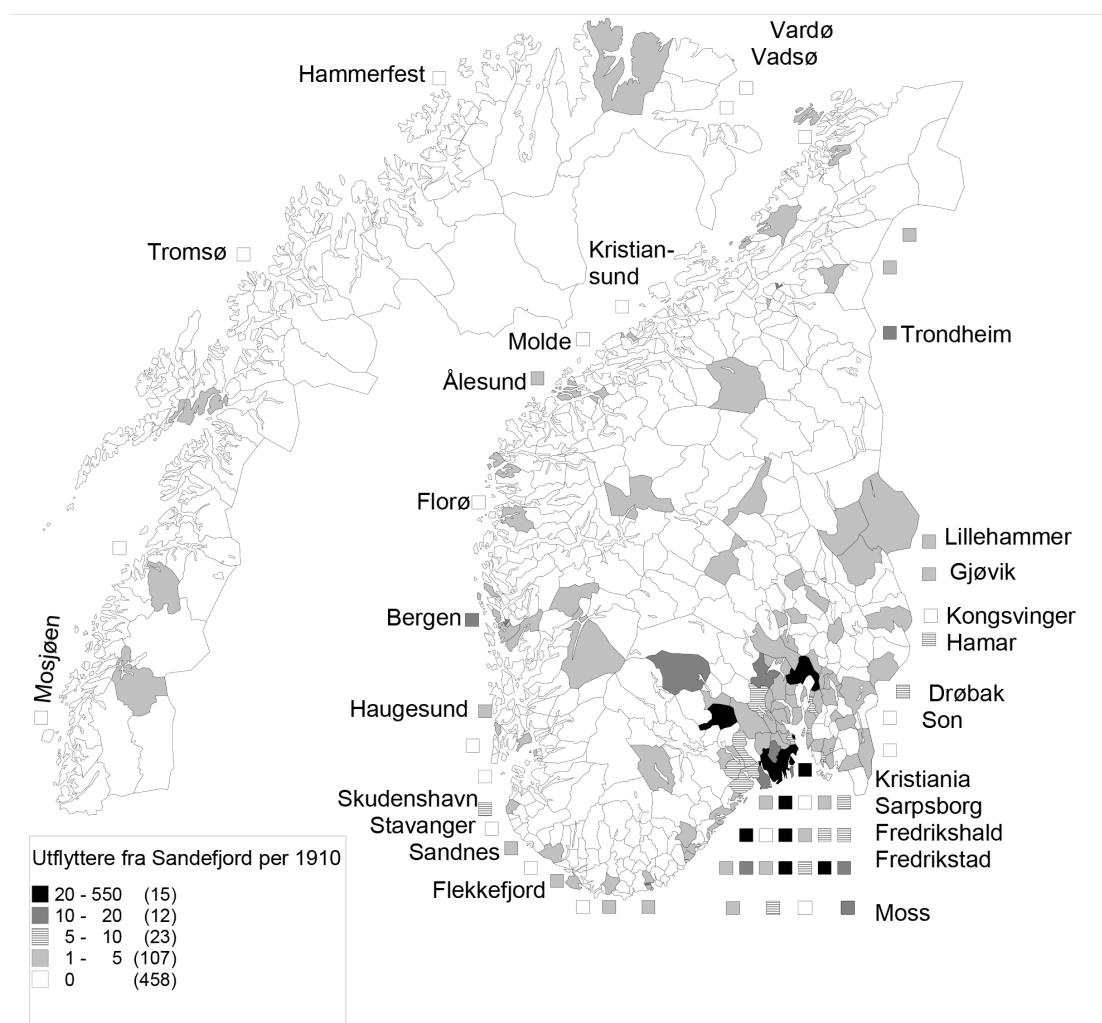 Vardø
Vadsø
Hammerfest
Tromsø
Kristian-
sund
Molde
Trondheim
Ålesund
Florø
Lillehammer
Gjøvik
Bergen
Kongsvinger
Hamar
Mosjøen
Drøbak
Haugesund
Son
Kristiania
Skudenshavn
Sarpsborg
Stavanger
Fredrikshald
Sandnes
Fredrikstad
Flekkefjord
Moss
Utflyttere fra Sandefjord per 1910
20 - 550 (15)
10 - 20 (12)
5 - 10 (23)
1 - 5 (107)
0 (458)